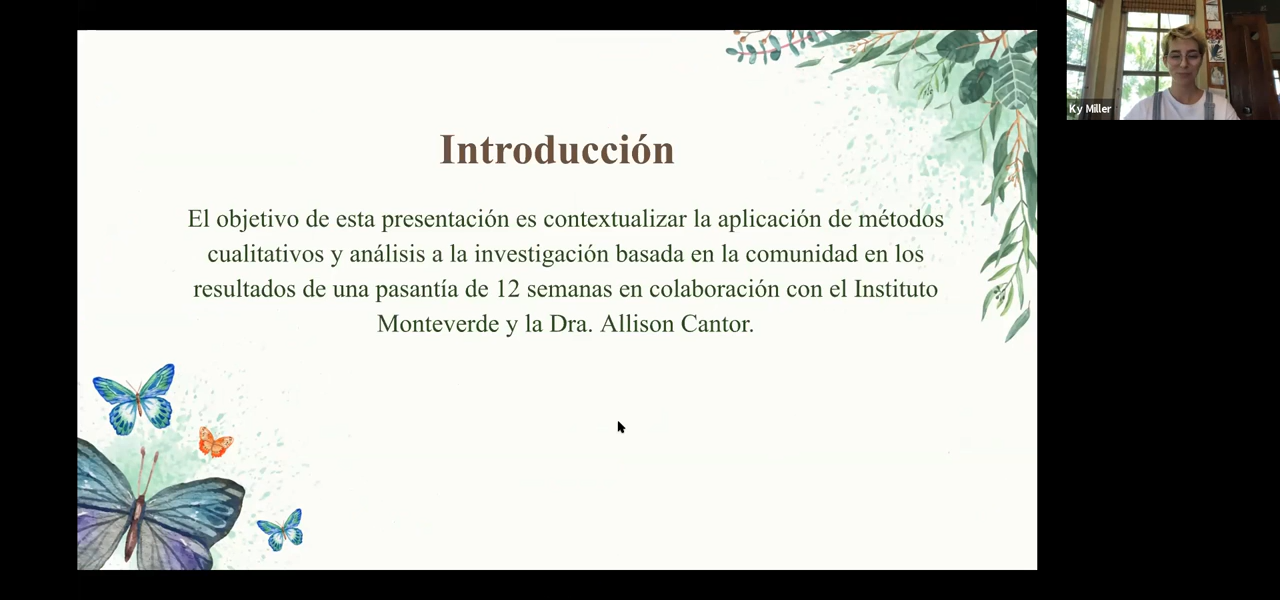 Introducción
El objetivo de esta presentación es contextualizar la aplicación de métodos
cualitativos y análisis a la investigación basada en la comunidad en los
resultados de una pasantía de 12 semanas en colaboración con el Instituto
Monteverde y la Dra. Allison Cantor.
Ky Miller